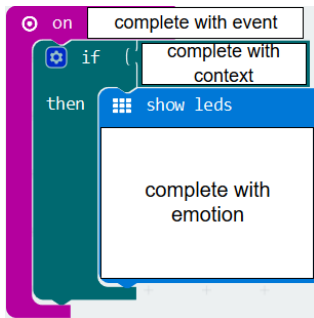 on complete with event
if ( complete with
context
then show leds
complete with
emotion